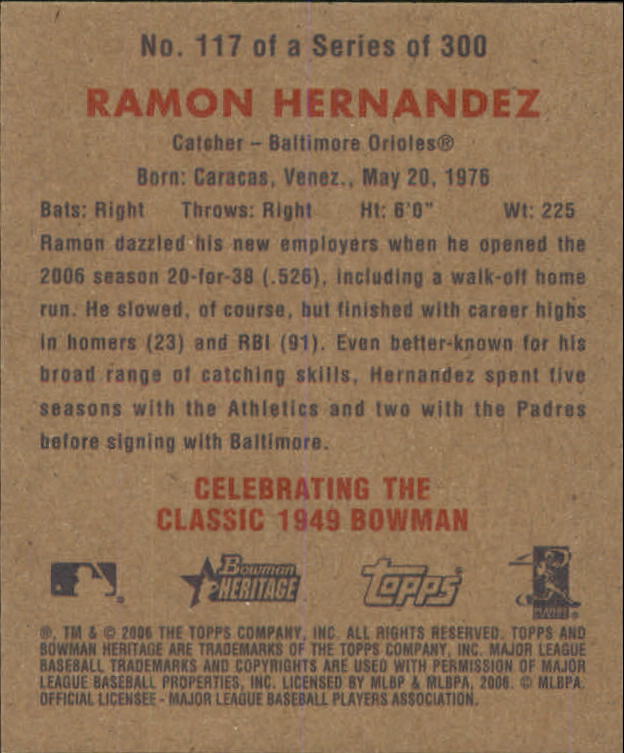 No. 117 of a Series of 300
RAMON HERNANDEZ
Catcher – Baltimore Orioles®
Born: Caracas, Venez., May 20, 1976
Bats: Right Throws: Right Ht: 6'0" Wt: 225
Ramon dazzled his new employers when he opened the
2006 season 20-for-38 (.526), including a walk-off home
run. He slowed, of course, but finished with career highs
in homers (23) and RBI (91). Even better-known for his
broad range of catching skills, Hernandez spent five
seasons with the Athletics and two with the Padres
before signing with Baltimore.
CELEBRATING THE
CLASSIC 1949 BOWMAN
Bowman
HERITAGE
topps®
PLAYERS
®, TM & © 2006 THE TOPPS COMPANY, INC. ALL RIGHTS RESERVED. TOPPS AND
BOWMAN HERITAGE ARE TRADEMARKS OF THE TOPPS COMPANY, INC. MAJOR LEAGUE
BASEBALL TRADEMARKS AND COPYRIGHTS ARE USED WITH PERMISSION OF MAJOR
LEAGUE BASEBALL PROPERTIES, INC. LICENSED BY MLBP & MLBPA, 2006. © MLBPA.
OFFICIAL LICENSEE - MAJOR LEAGUE BASEBALL PLAYERS ASSOCIATION.